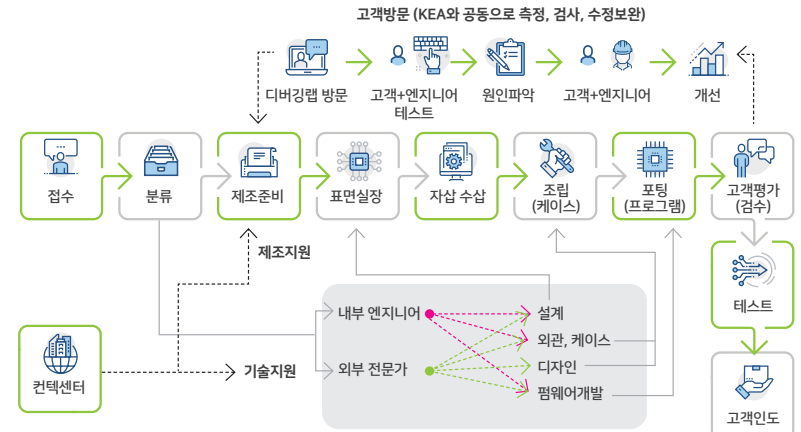 고객방문 (KEA와 공동으로 측정, 검사, 수정보완)
디버깅랩 방문
고객+엔지니어
테스트
원인파악
고객+엔지니어
개선
접수
분류
제조준비
표면실장
자삽 수삽
조립
(케이스)
포팅
(프로그램)
고객평가
(검수)
제조지원
테스트
내부 엔지니어
설계
외관, 케이스
컨텍센터
기술지원
외부 전문가
디자인
펌웨어개발
고객인도